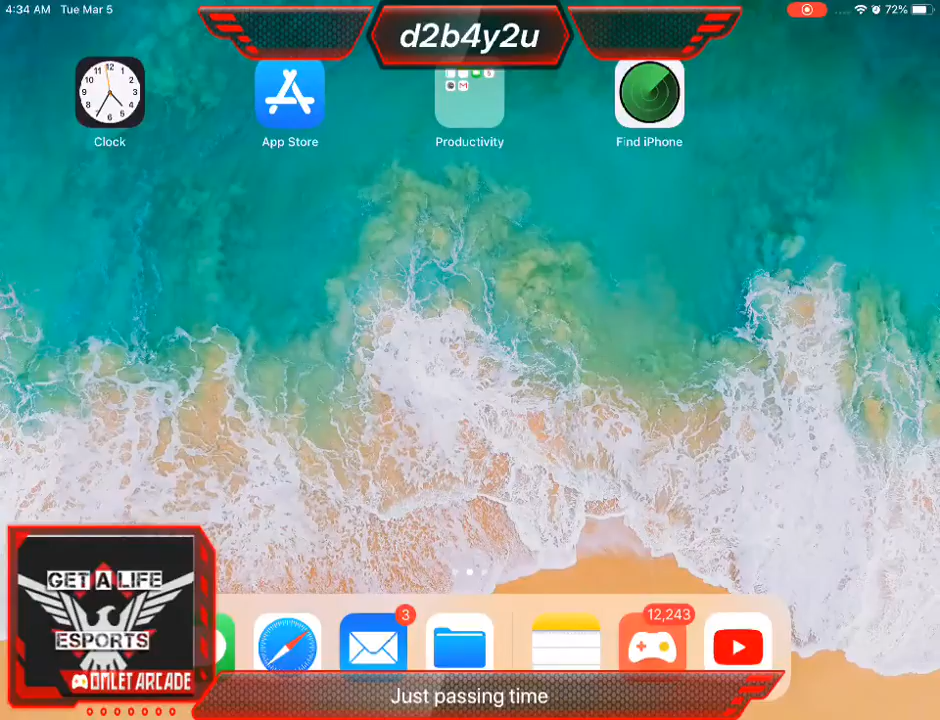 4:34 AM Tue Mar 5
d2b4y2u
72%
Clock
App Store
Productivity
Find iPhone
GET A LIFE
ESPORTS
OMLET ARCADE
3
12,243
Just passing time